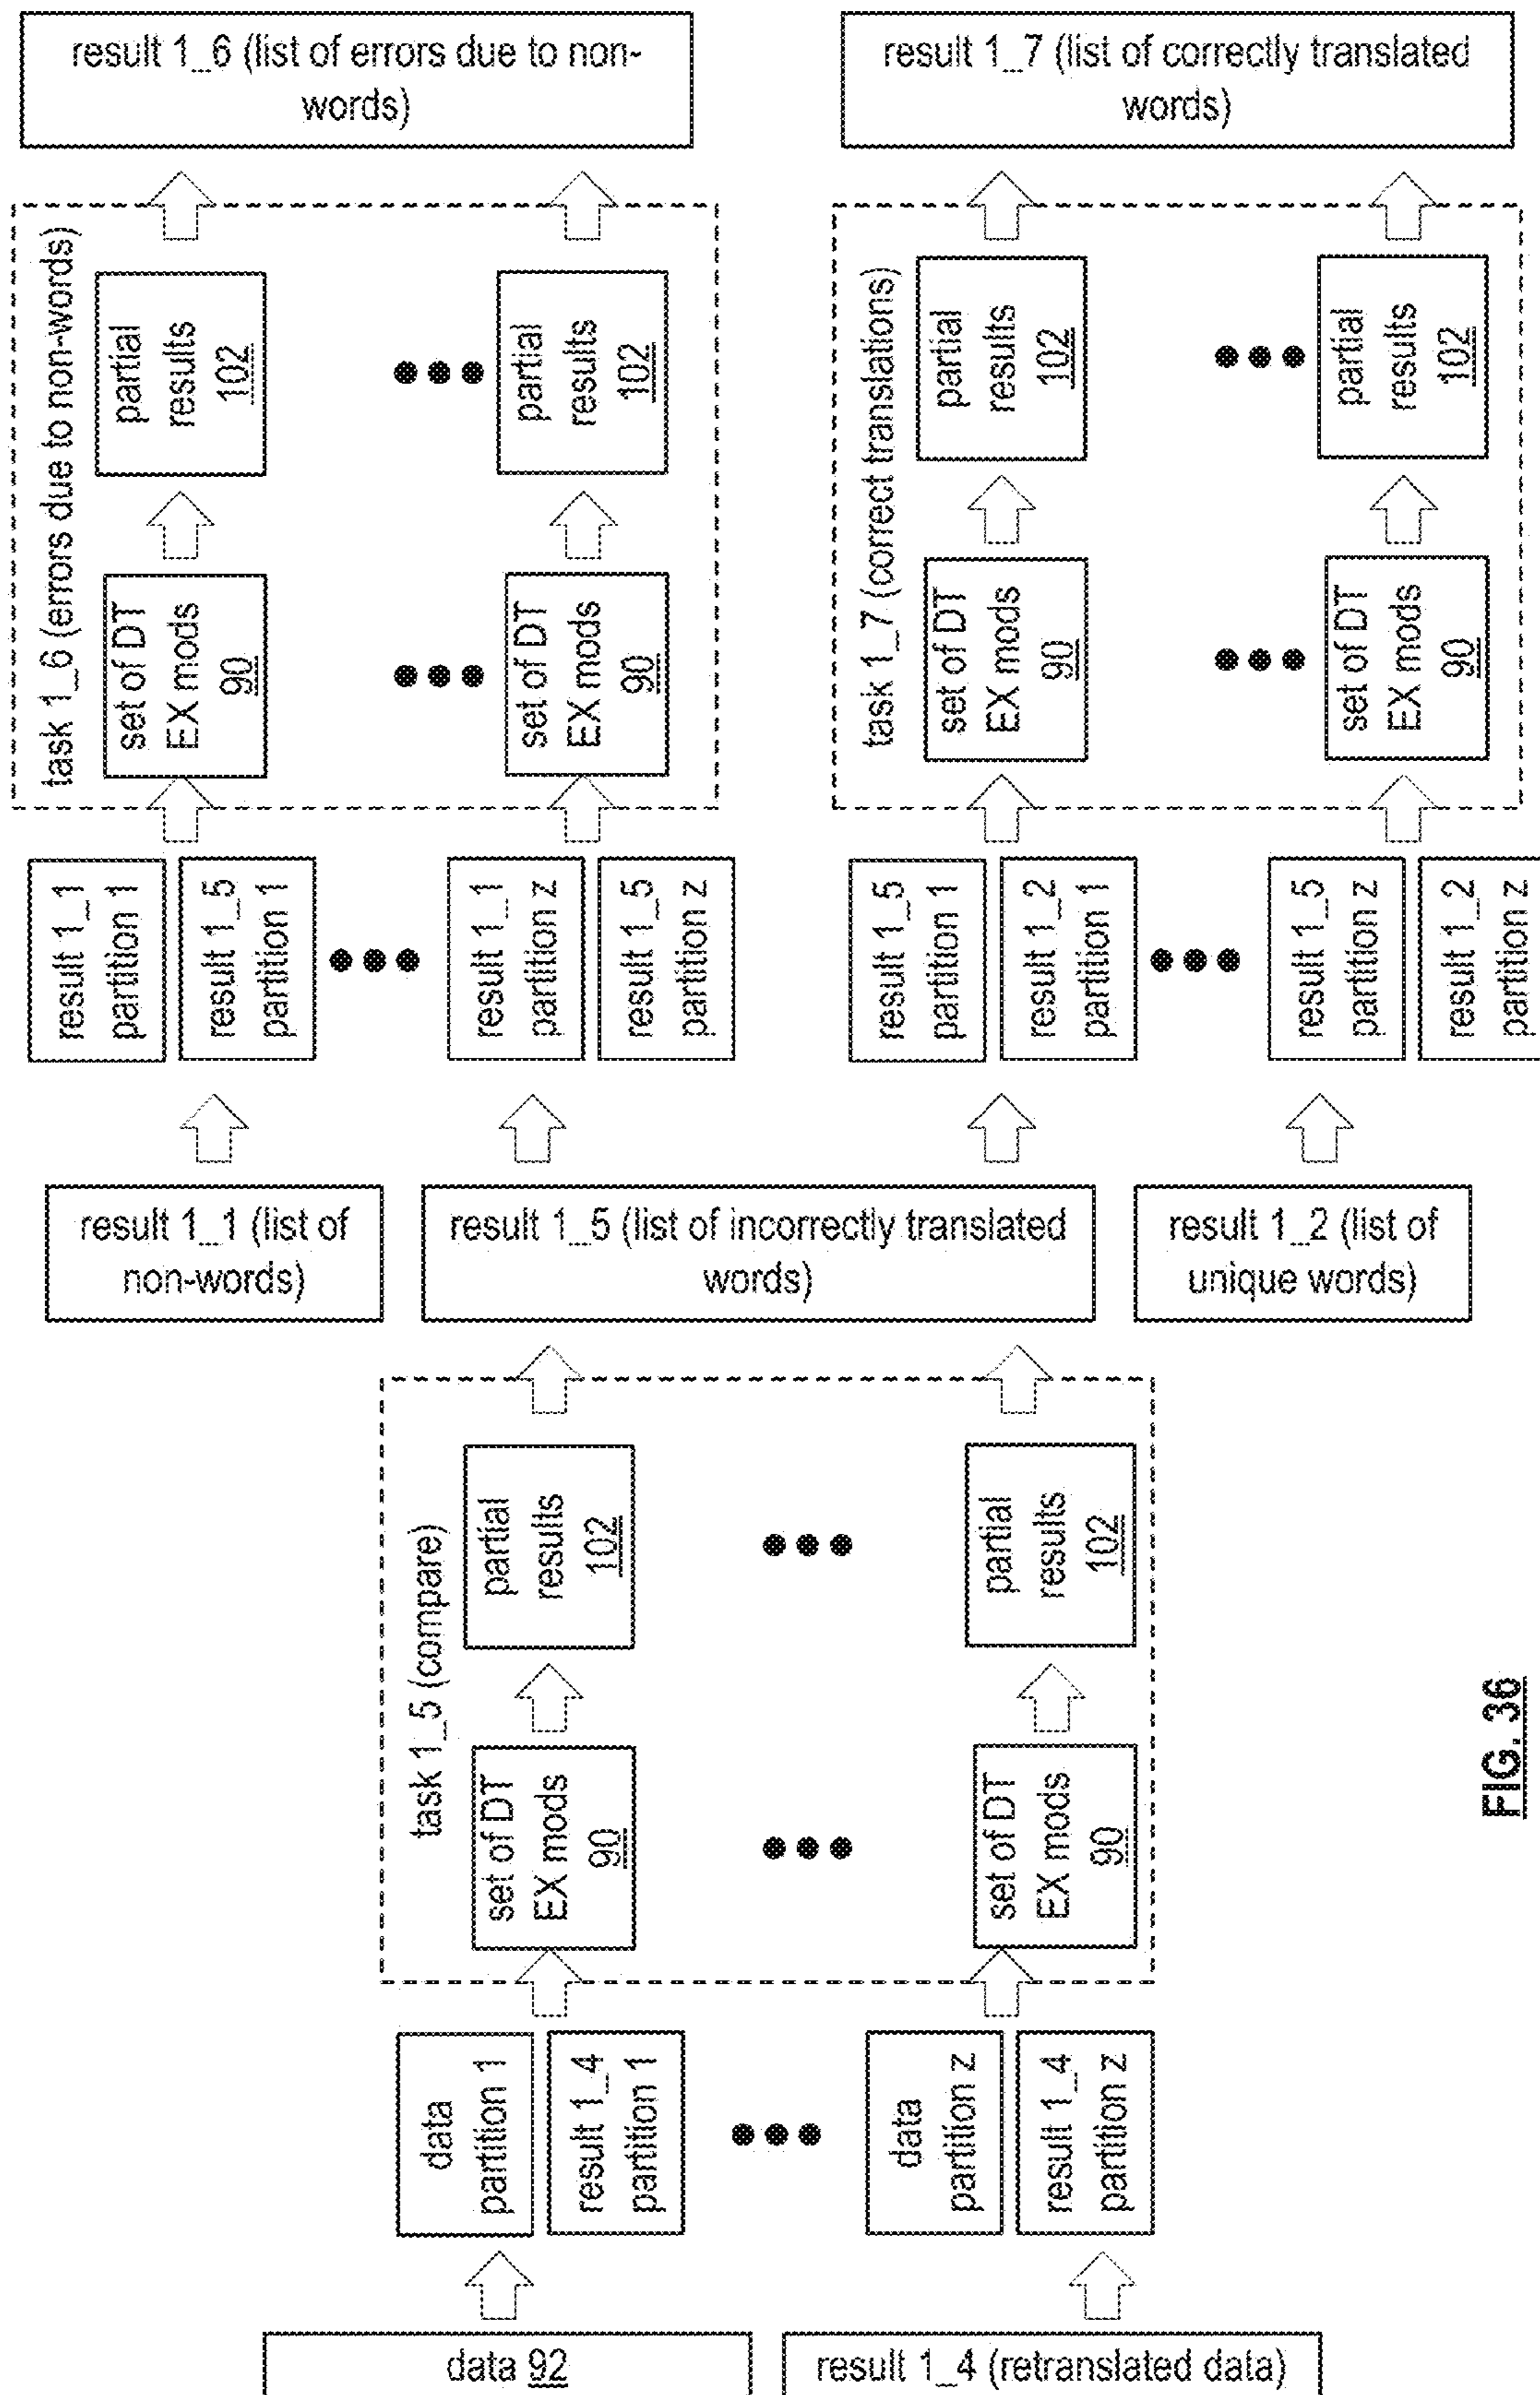 result 1_6 (list of errors due to non-
words)
result 1_7 (list of correctly translated
words)
task 1_6 (errors due to non-words)
partial
results
102
partial
results
102
set of DT
EX mods
90
set of DT
EX mods
90
task 1_7 (correct translations)
partial
results
102
partial
results
102
set of DT
EX mods
90
set of DT
EX mods
90
result 1_1
partition 1
result 1_5
partition 1
result 1_1
partition z
result 1_5
partition z
result 1_5
partition 1
result 1_2
partition 1
result 1_5
partition z
result 1_2
partition z
result 1_1 (list of
non-words)
result 1_5 (list of incorrectly translated
words)
result 1_2 (list of
unique words)
task 1_5 (compare)
partial
results
102
partial
results
102
set of DT
EX mods
90
set of DT
EX mods
90
data
partition 1
result 1_4
partition 1
data
partition z
result 1_4
partition z
data 92
result 1_4 (retranslated data)
FIG. 36